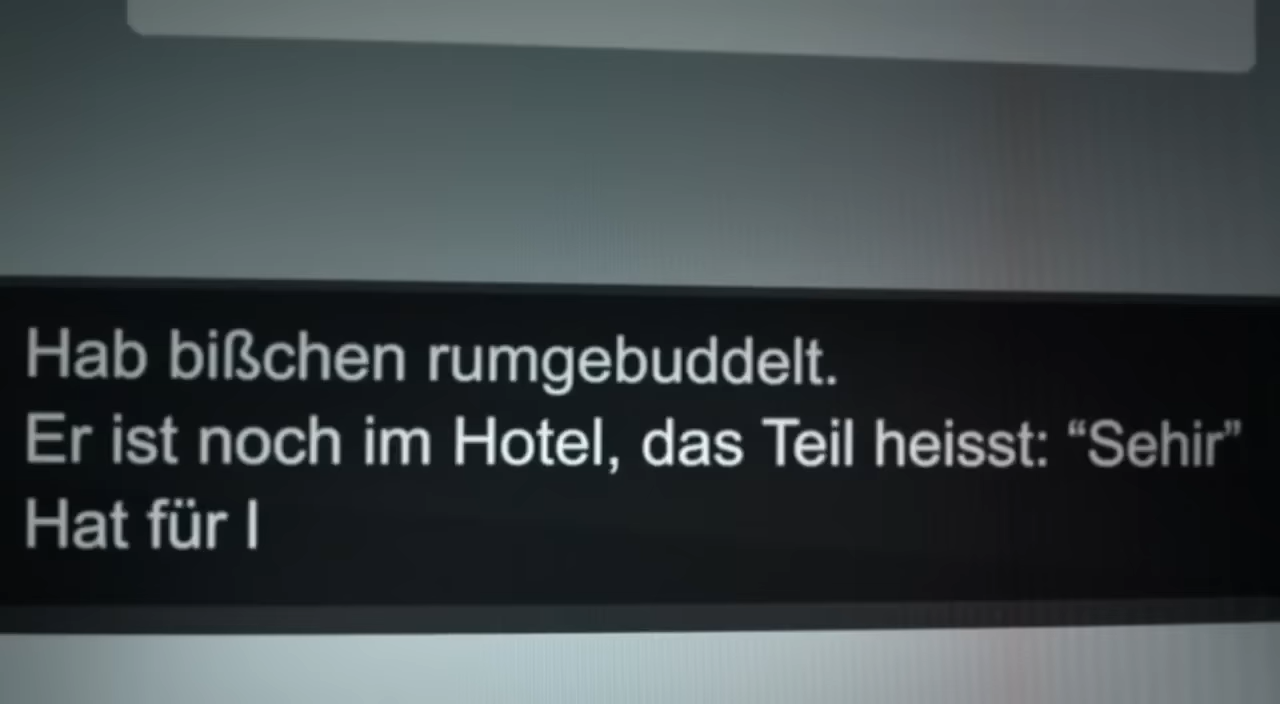 Hab bißchen rumgebuddelt.
Er ist noch im Hotel, das Teil heisst: “Sehir”
Hat für l